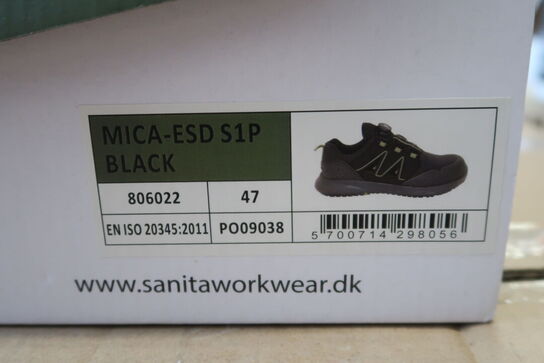 MICA-ESD S1P
BLACK
806022 47
EN ISO 20345:2011 PO09038
5 700714 298056
www.sanitaworkwear.dk